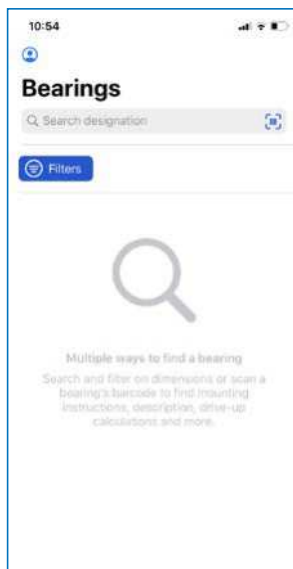 10:54
Bearings
Search designation
Filters
Multiple ways to find a bearing
Search and filter on dimensions or scan a
bearing's barcode to find mounting
instructions, description, drive-up
calculations and more.